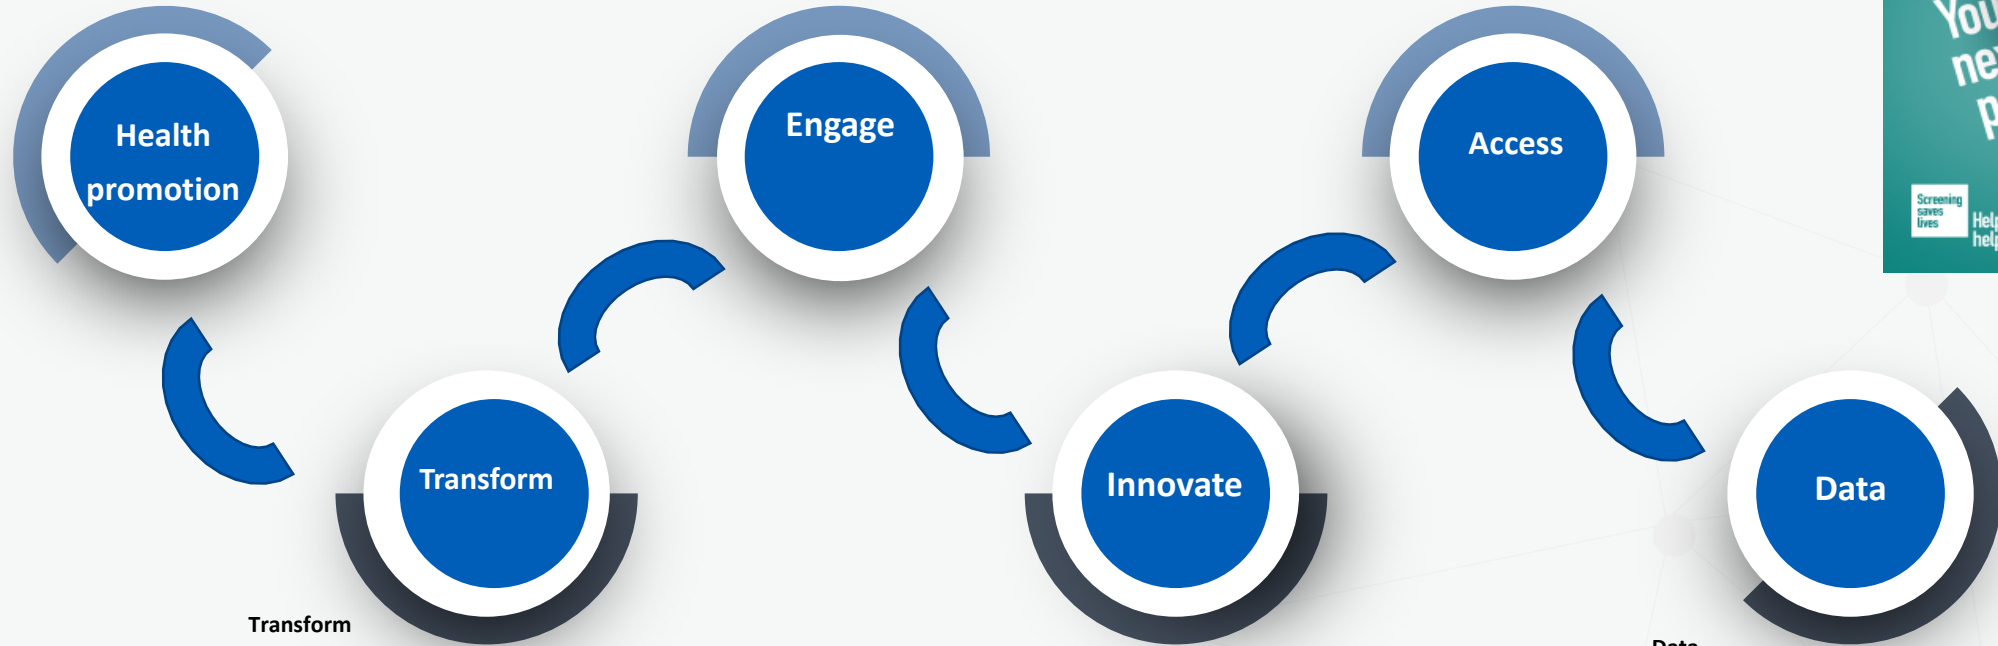 Health
promotion
Engage
Access
Transform
Innovate
Data
Screening
saves
lives
Transform